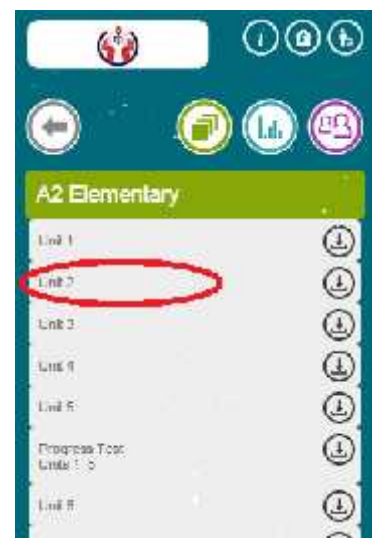 A2 Elementary
Unit 1
Unit 2
Unit 3
Unit 4
Unit 5
Progress Test
Units 1-5
Unit 6